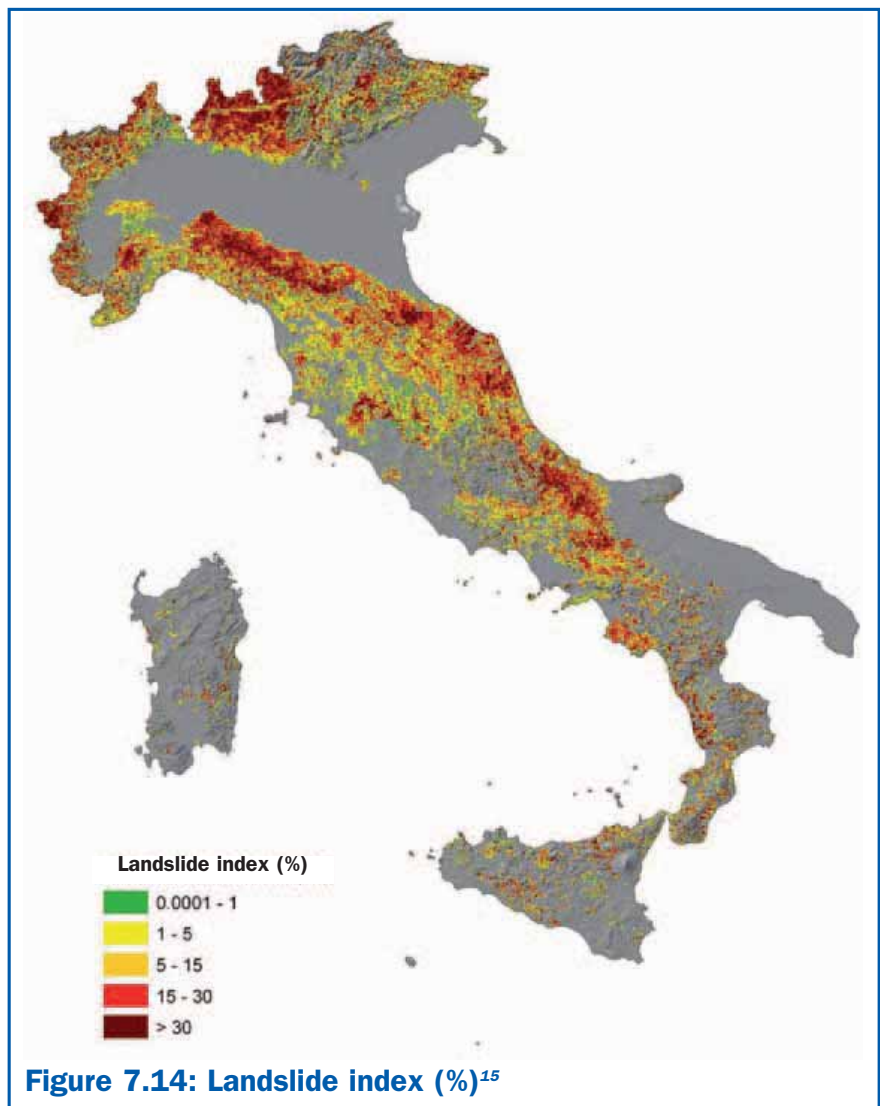 Landslide index (%)
0.0001 - 1
1 - 5
5 - 15
15 - 30
> 30
Figure 7.14: Landslide index (%)15